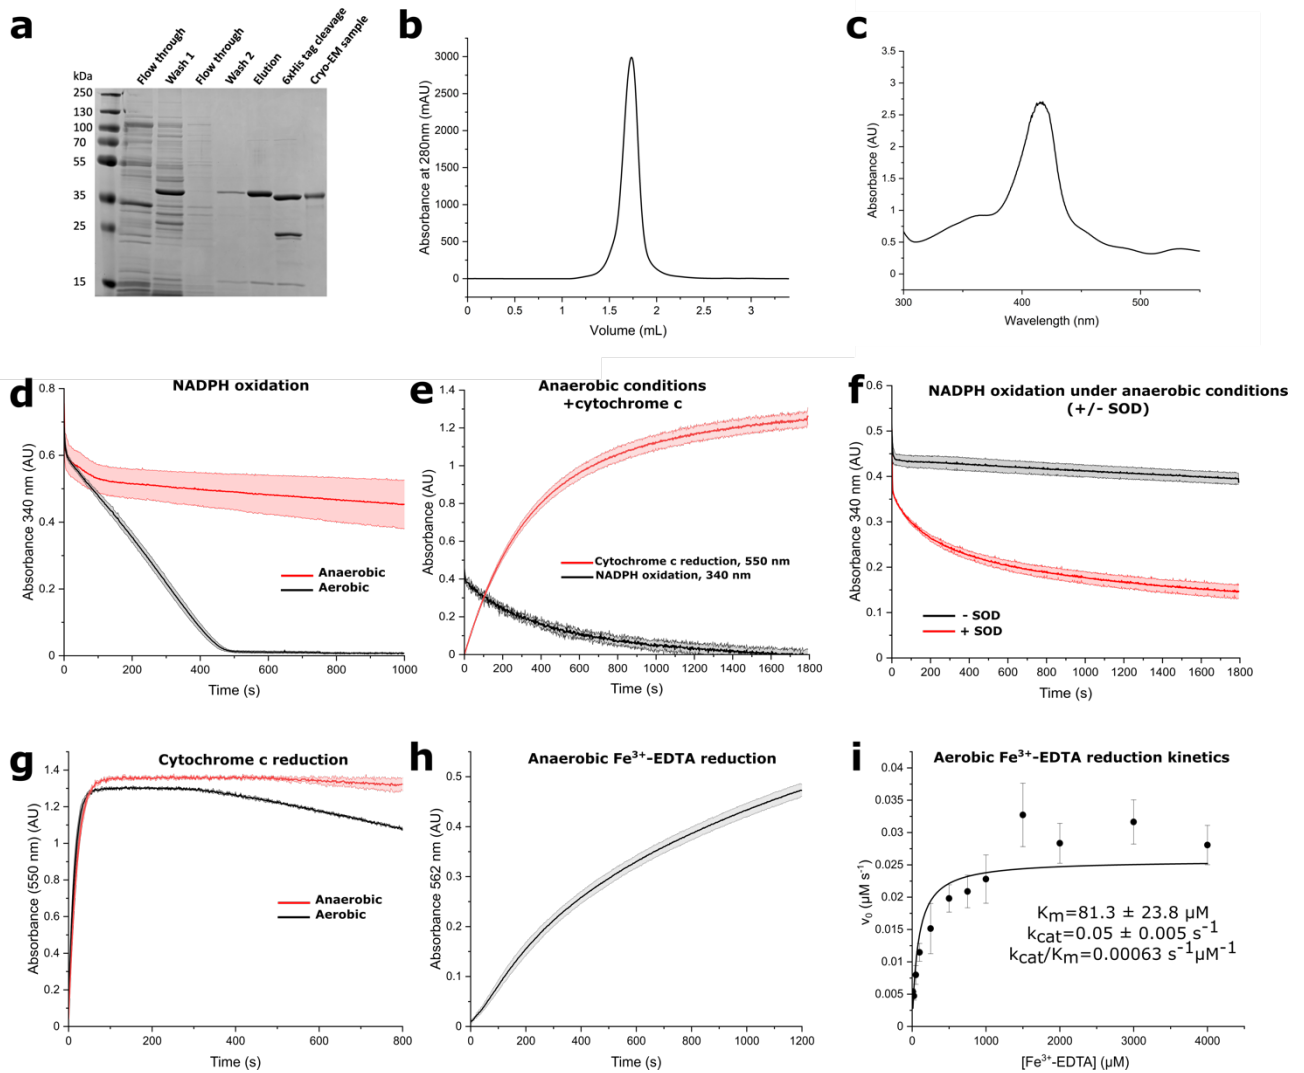 a
Flow through
Wash 1
Flow through
Wash 2
Elution
6xHis tag cleavage
Cryo-EM sample
kDa
250
130
100
70
55
35
25
15
b
Absorbance at 280nm (mAU)
3000
2500
2000
1500
1000
500
0
0 0.5 1 1.5 2 2.5 3
Volume (mL)
c
Absorbance (AU)
3.5
3
2.5
2
1.5
1
0.5
0
300 400 500
Wavelength (nm)
d
NADPH oxidation
Absorbance 340 nm (AU)
0.8
0.6
0.4
0.2
0
Anaerobic
Aerobic
0 200 400 600 800 1000
Time (s)
e
Anaerobic conditions
+cytochrome c
Absorbance (AU)
1.4
1.2
1
0.8
0.6
0.4
0.2
0
Cytochrome c reduction, 550 nm
NADPH oxidation, 340 nm
0 200 400 600 800 1000 1200 1400 1600 1800
Time (s)
f
NADPH oxidation under anaerobic conditions
(+/- SOD)
Absorbance 340 nm (AU)
0.6
0.5
0.4
0.3
0.2
0.1
0
- SOD
+ SOD
0 200 400 600 800 1000 1200 1400 1600 1800
Time (s)
g
Cytochrome c reduction
Absorbance (550 nm) (AU)
1.4
1.2
1
0.8
0.6
0.4
0.2
0
Anaerobic
Aerobic
0 200 400 600 800
Time (s)
h
Anaerobic Fe³⁺-EDTA reduction
Absorbance 562 nm (AU)
0.5
0.4
0.3
0.2
0.1
0
0 200 400 600 800 1000 1200
Time (s)
i
Aerobic Fe³⁺-EDTA reduction kinetics
v₀ (µM s⁻¹)
0.04
0.035
0.03
0.025
0.02
0.015
0.01
0.005
0
Kₘ=81.3 ± 23.8 µM
kcat=0.05 ± 0.005 s⁻¹
kcat/Kₘ=0.00063 s⁻¹µM⁻¹
0 1000 2000 3000 4000
[Fe³⁺-EDTA] (µM)